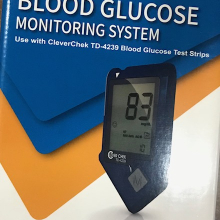 BLOOD GLUCOSE
MONITORING SYSTEM
Use with CleverChek TD-4239 Blood Glucose Test Strips
83